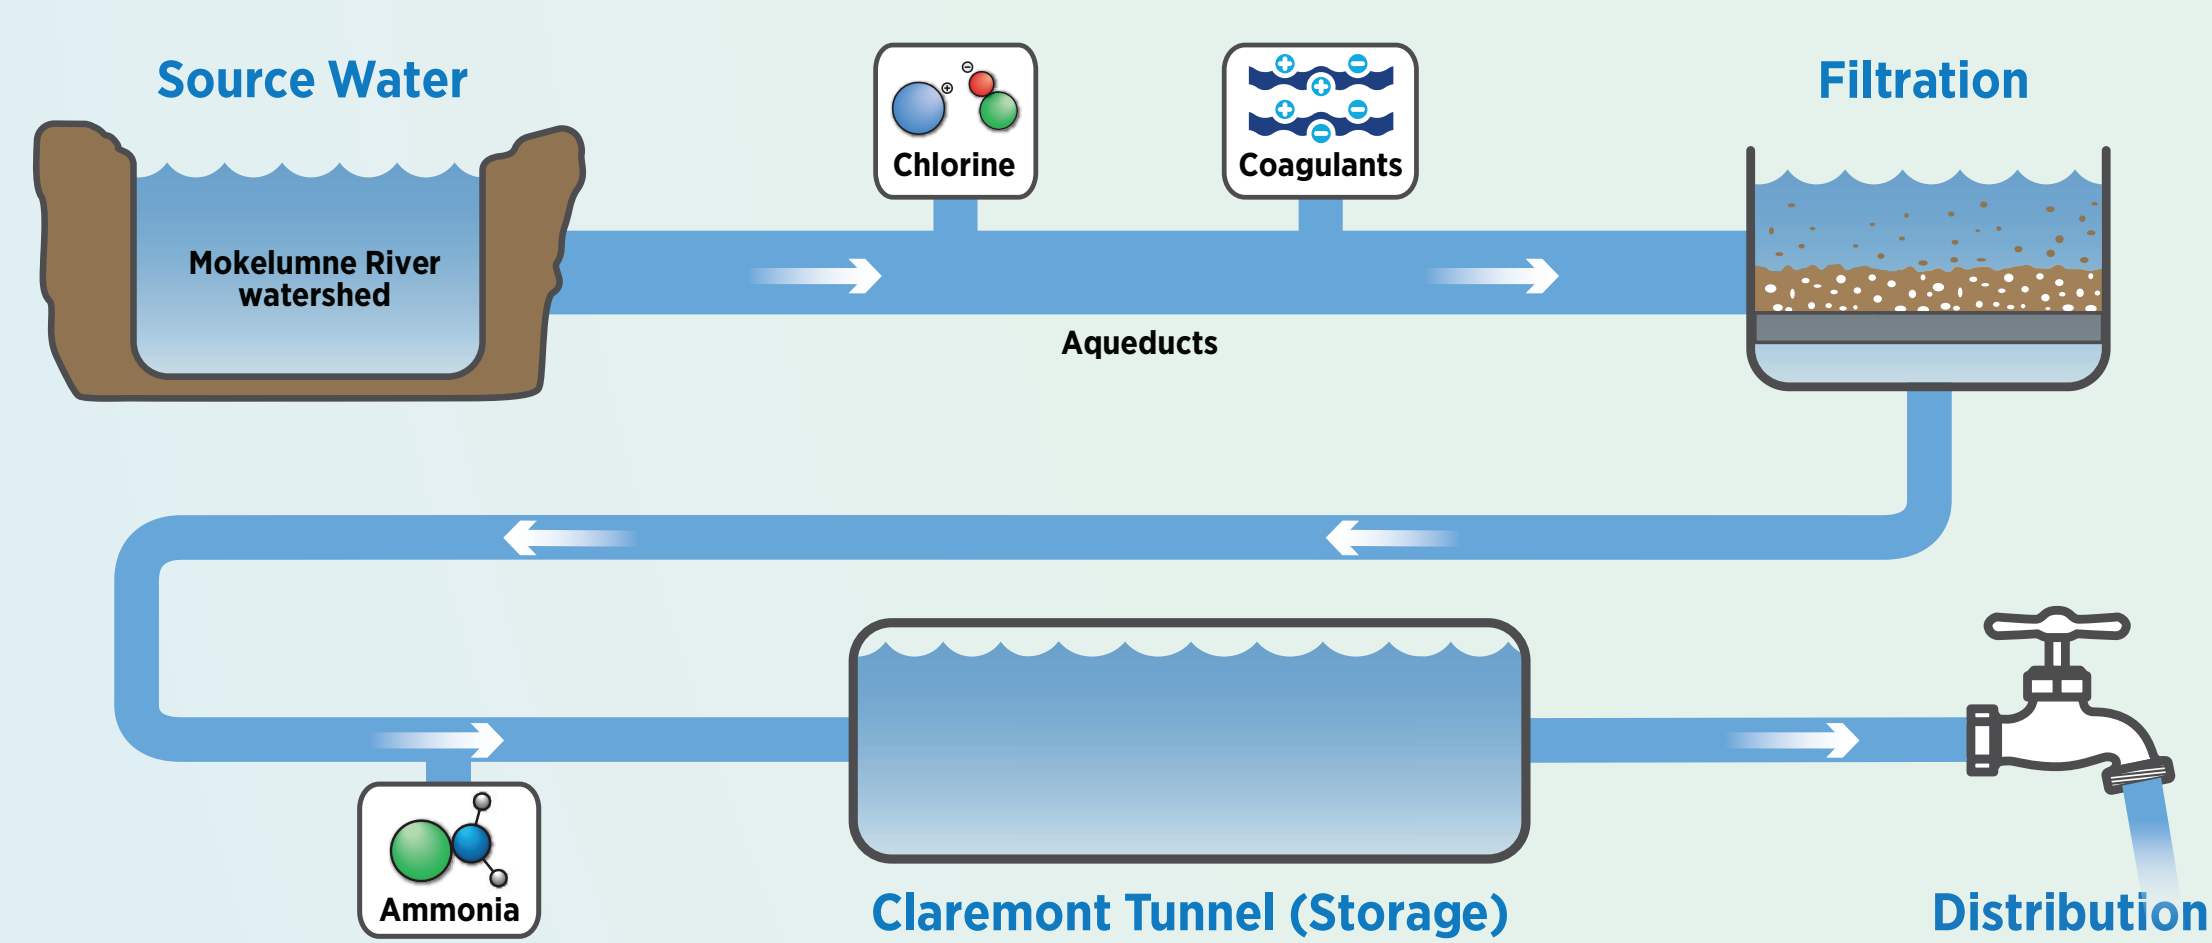 Source Water
Mokelumne River
watershed
Chlorine
Coagulants
Filtration
Aqueducts
Ammonia
Claremont Tunnel (Storage)
Distribution